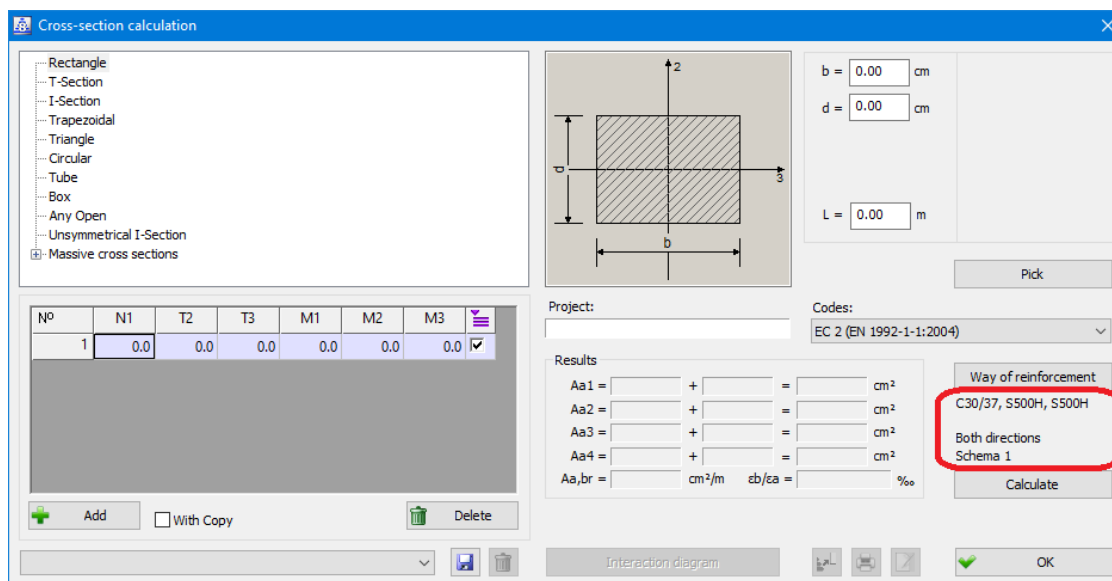 Cross-section calculation
Rectangle
T-Section
I-Section
Trapezoidal
Triangle
Circular
Tube
Box
Any Open
Unsymmetrical I-Section
Massive cross sections
2
3
d
b
b = 0.00 cm
d = 0.00 cm
L = 0.00 m
Pick
Nº N1 T2 T3 M1 M2 M3
1 0.0 0.0 0.0 0.0 0.0 0.0
Add
With Copy
Delete
Project:
Codes:
EC 2 (EN 1992-1-1:2004)
Results
Aa1 = + = cm²
Aa2 = + = cm²
Aa3 = + = cm²
Aa4 = + = cm²
Aa,br = cm²/m εb/εa = ‰
Way of reinforcement
C30/37, S500H, S500H
Both directions
Schema 1
Calculate
Interaction diagram
OK